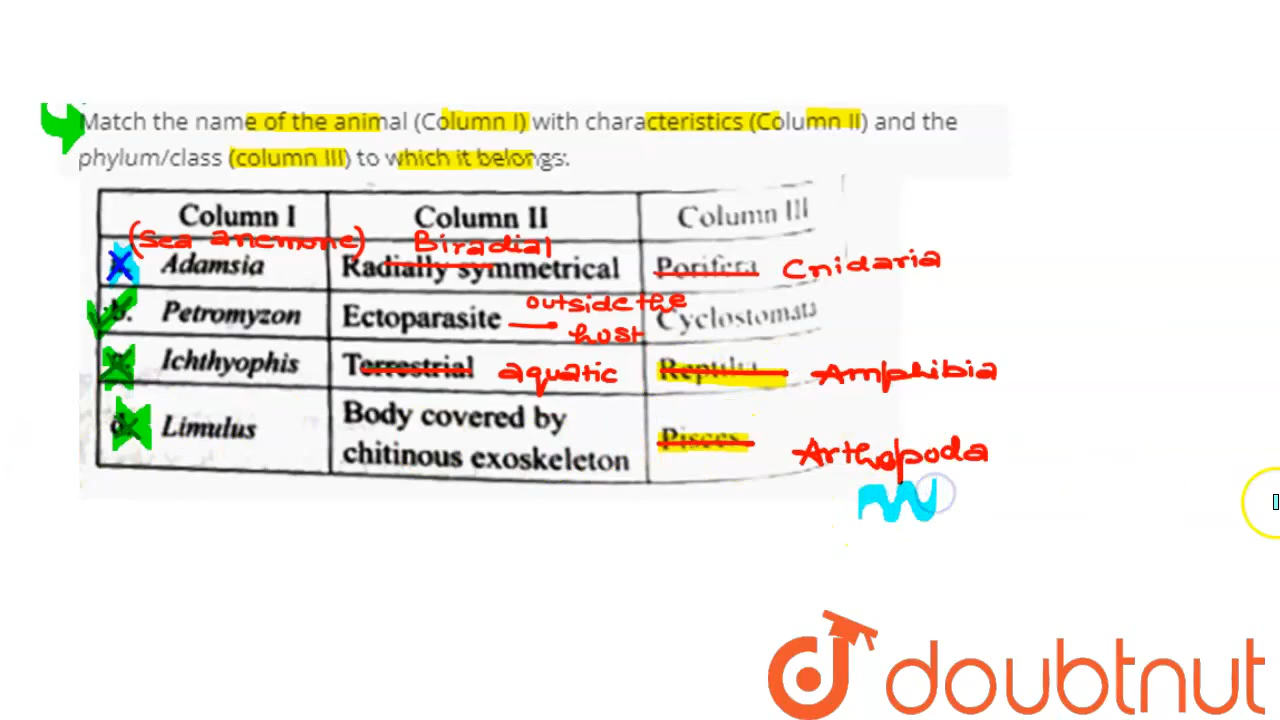 Match the name of the animal (Column I) with characteristics (Column II) and the
phylum/class (column III) to which it belongs:
Column I Column II Column III
(Sea anemone) Biradial
Adamsia Radially symmetrical Porifera Cnidaria
b. Petromyzon Ectoparasite outside the host Cyclostomata
Ichthyophis Terrestrial aquatic Reptilia Amphibia
d. Limulus Body covered by
chitinous exoskeleton Pisces Arthopoda
doubtnut